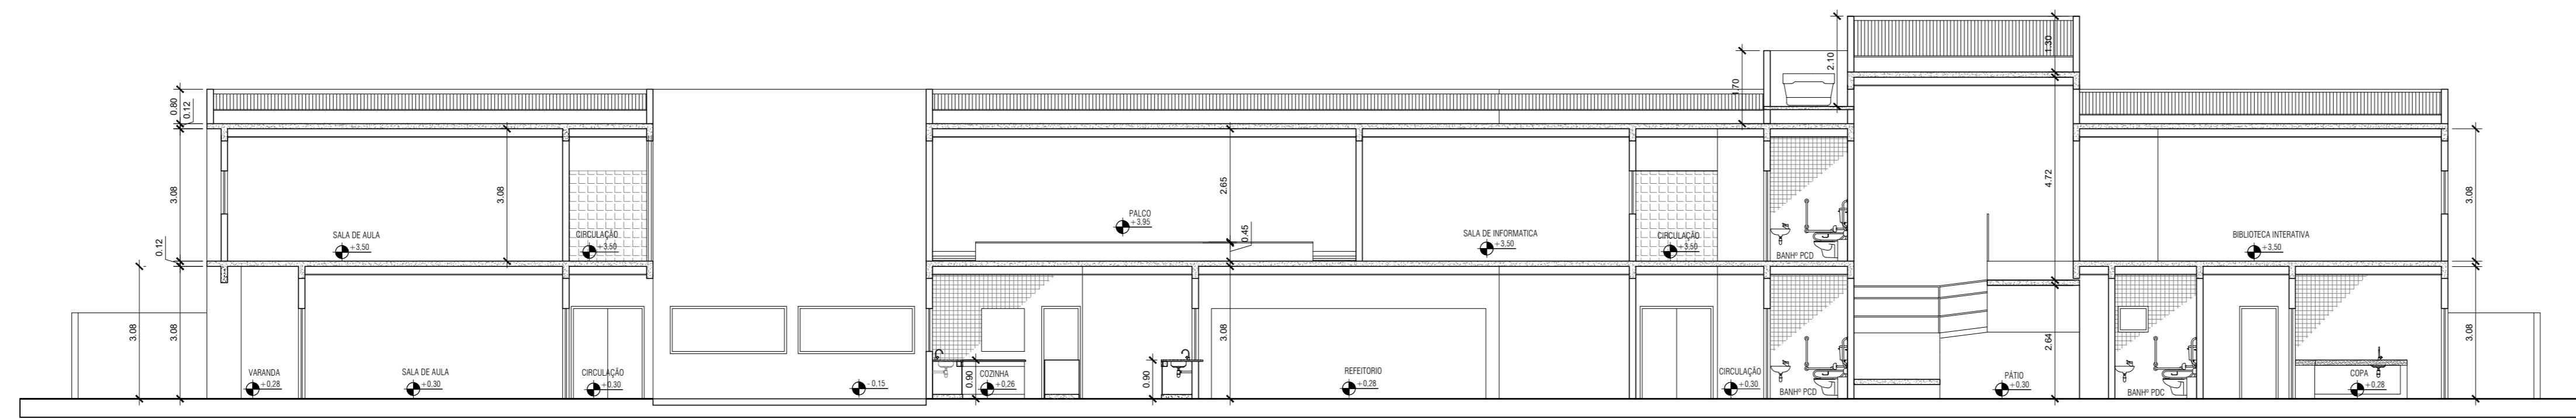 1.30
2.10
1.70
0.80
0.12
3.08
3.08
2.65
4.72
3.08
PALCO
+3,95
0.45
SALA DE AULA
+3,50
CIRCULAÇÃO
+3,50
SALA DE INFORMATICA
+3,50
CIRCULAÇÃO
+3,50
BANHº PCD
BIBLIOTECA INTERATIVA
+3,50
0.12
3.08
3.08
3.08
2.64
3.08
VARANDA
+0,28
SALA DE AULA
+0,30
CIRCULAÇÃO
+0,30
- 0,15
0.90
COZINHA
+0,26
0.90
REFEITORIO
+0,28
CIRCULAÇÃO
+0,30
BANHº PCD
PÁTIO
+0,30
BANHº PDC
COPA
+0,28